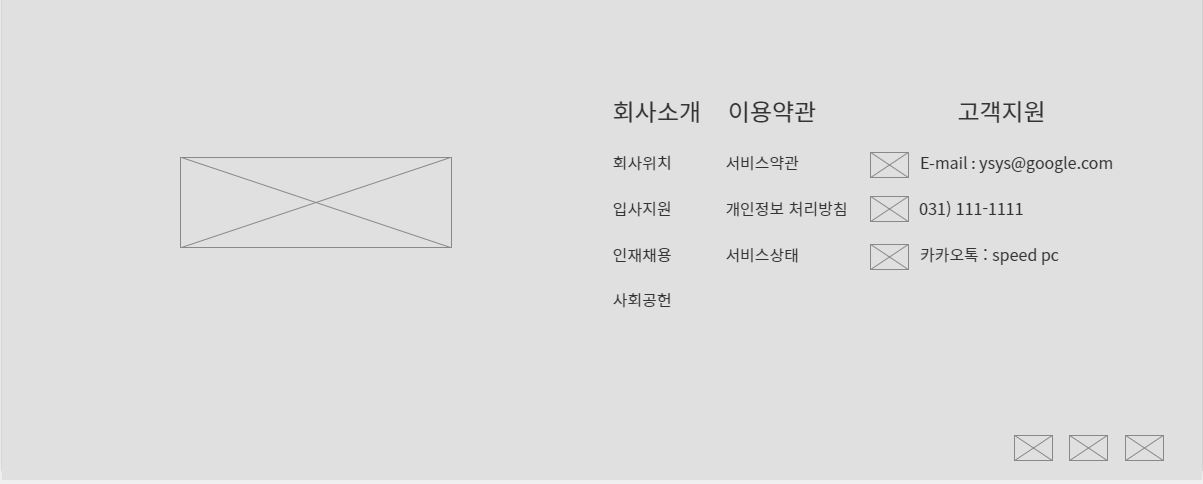 회사소개 이용약관 고객지원
회사위치 서비스약관 E-mail : ysys@google.com
입사지원 개인정보 처리방침 031) 111-1111
인재채용 서비스상태 카카오톡 : speed pc
사회공헌